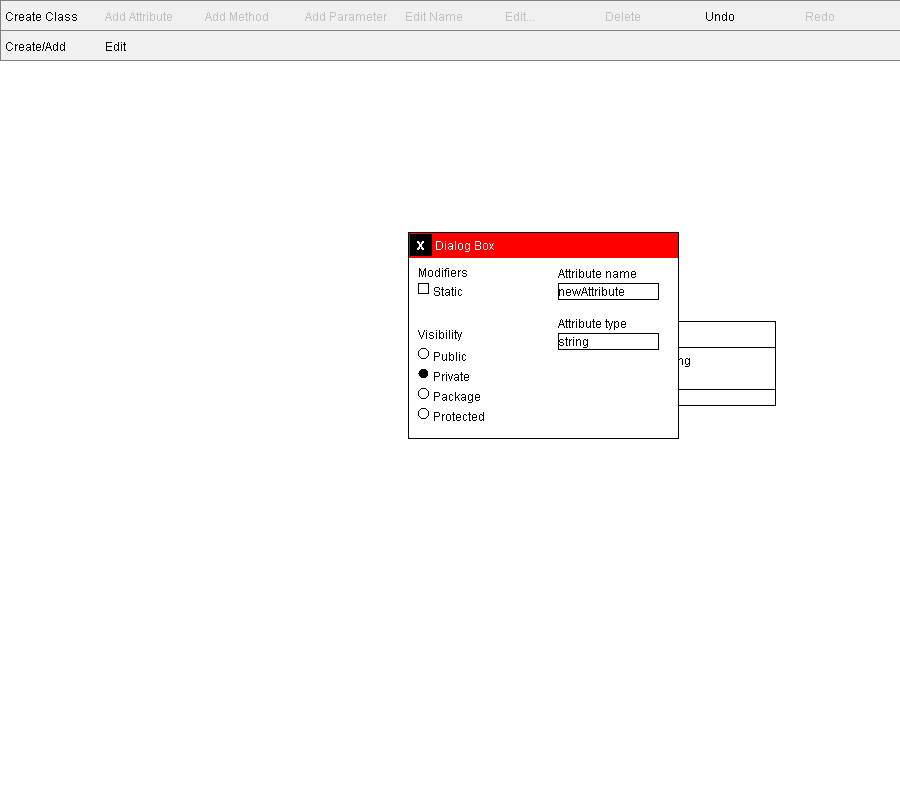 Create Class Add Attribute Add Method Add Parameter Edit Name Edit... Delete Undo Redo
Create/Add Edit
X Dialog Box
Modifiers
Static
Visibility
Public
Private
Package
Protected
Attribute name
newAttribute
Attribute type
string
ng